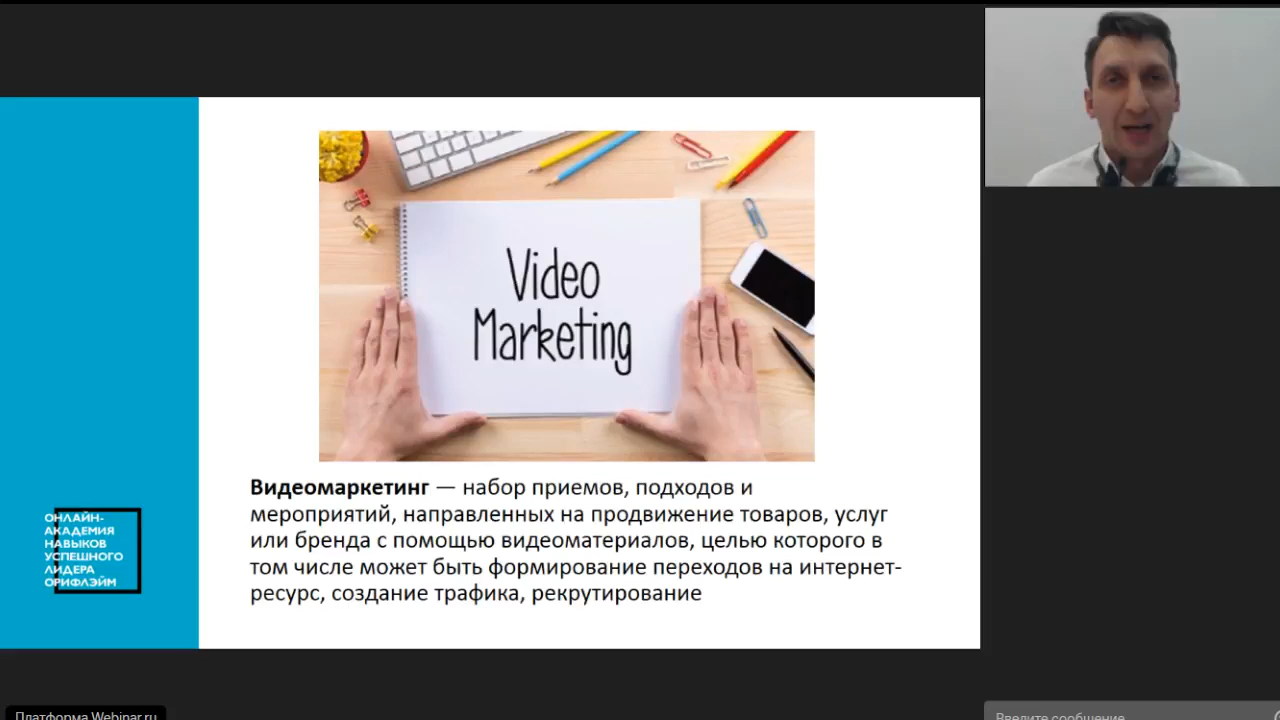 Video
Marketing
Видеомаркетинг — набор приемов, подходов и
мероприятий, направленных на продвижение товаров, услуг
или бренда с помощью видеоматериалов, целью которого в
том числе может быть формирование переходов на интернет-
ресурс, создание трафика, рекрутирование
ОНЛАЙН-
АКАДЕМИЯ
НАВЫКОВ
УСПЕШНОГО
ЛИДЕРА
ОРИФЛЭЙМ
Платформа Webinar.ru
Введите сообщение